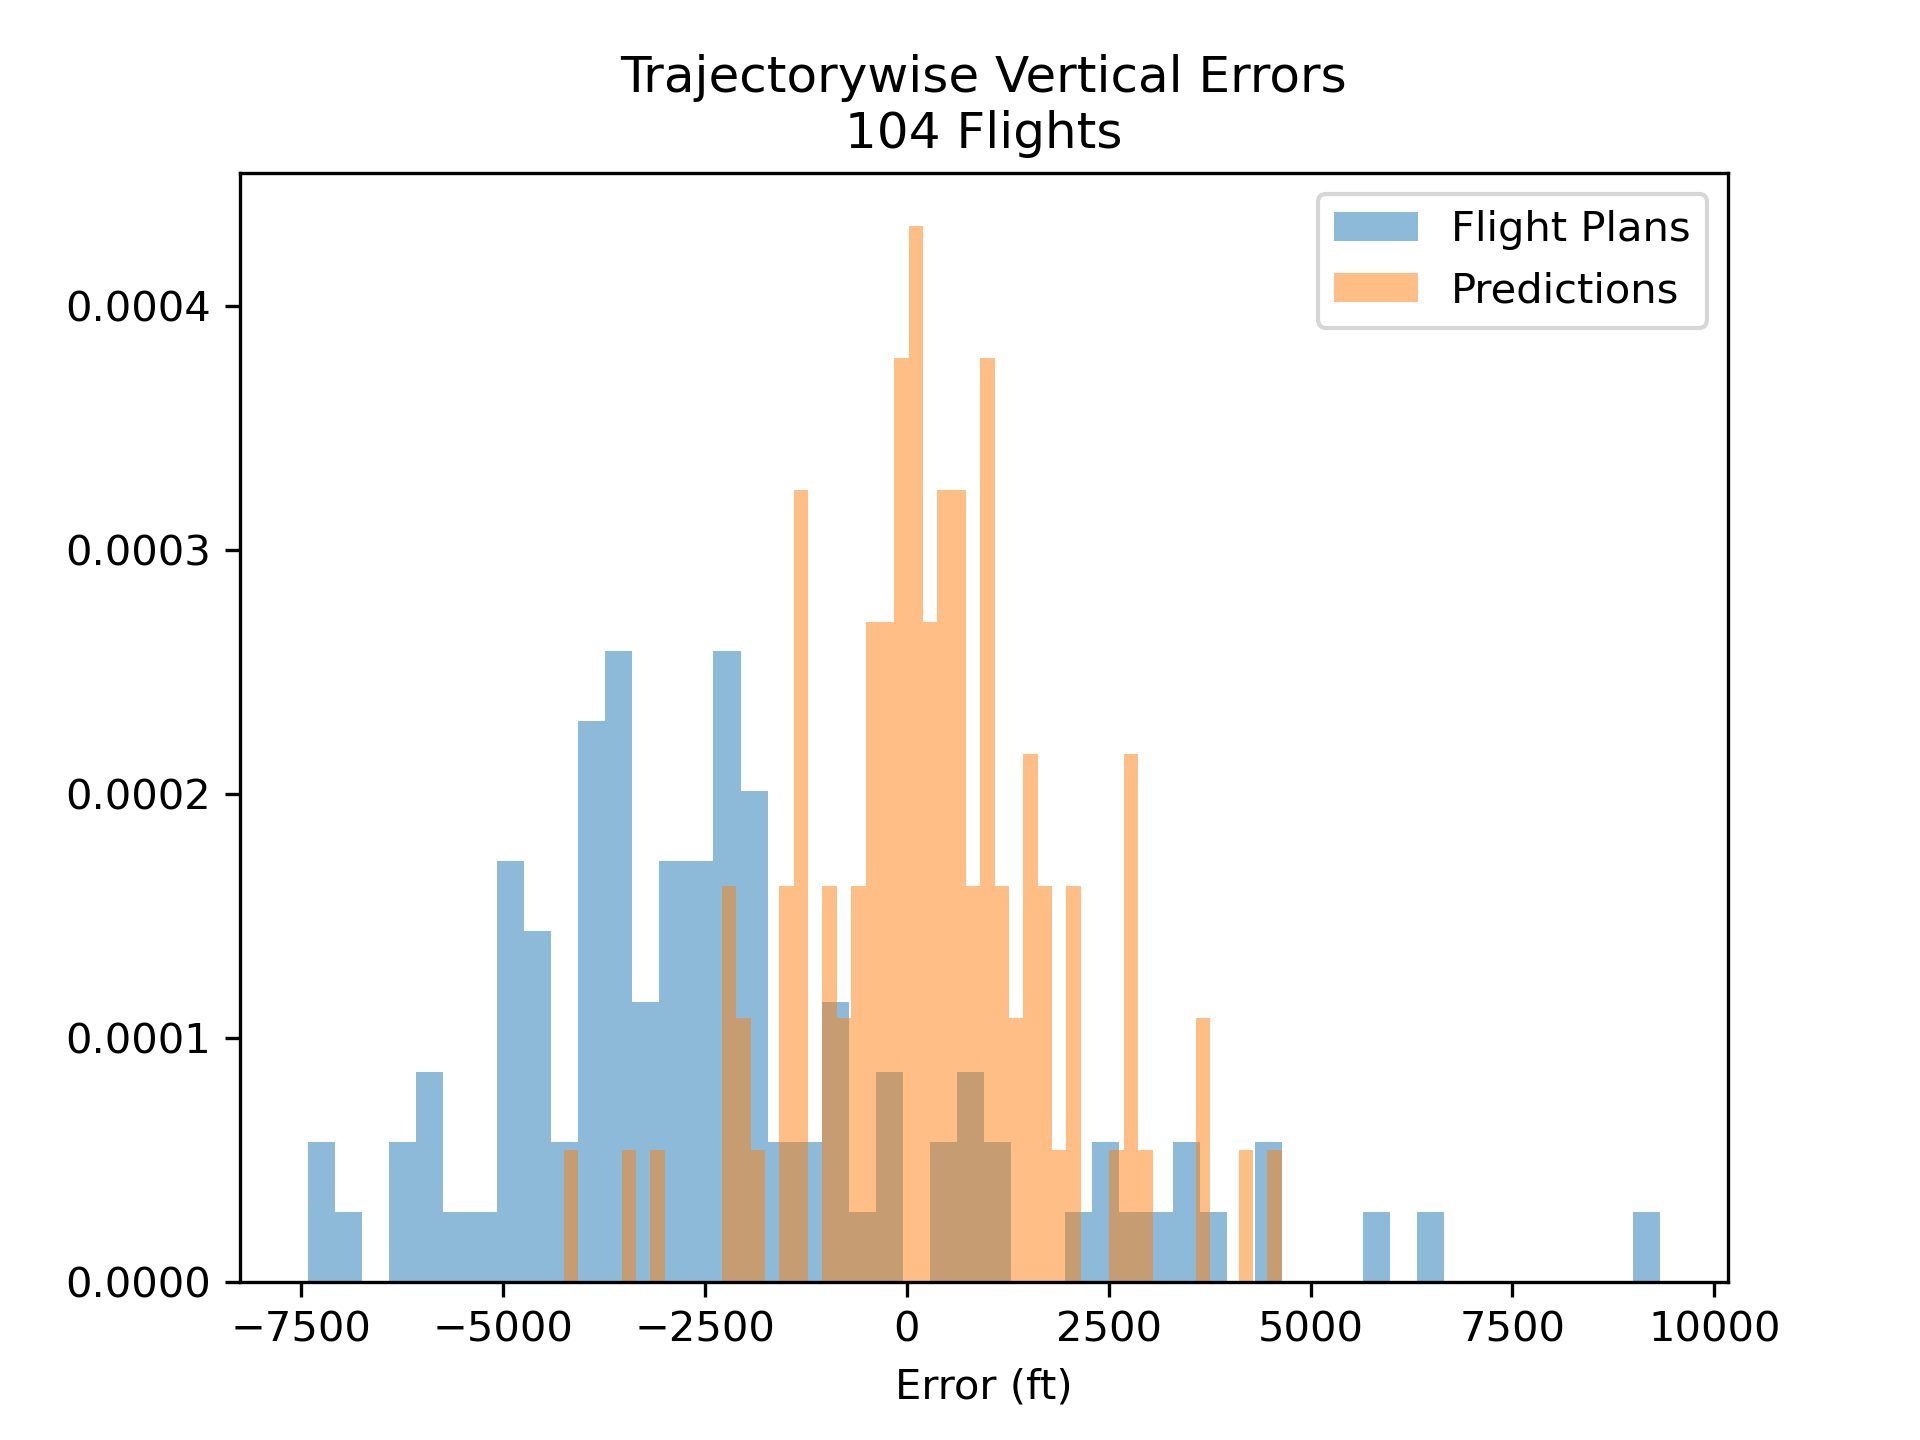 Trajectorywise Vertical Errors
104 Flights
Flight Plans
Predictions
0.0004
0.0003
0.0002
0.0001
0.0000
−7500 −5000 −2500 0 2500 5000 7500 10000
Error (ft)